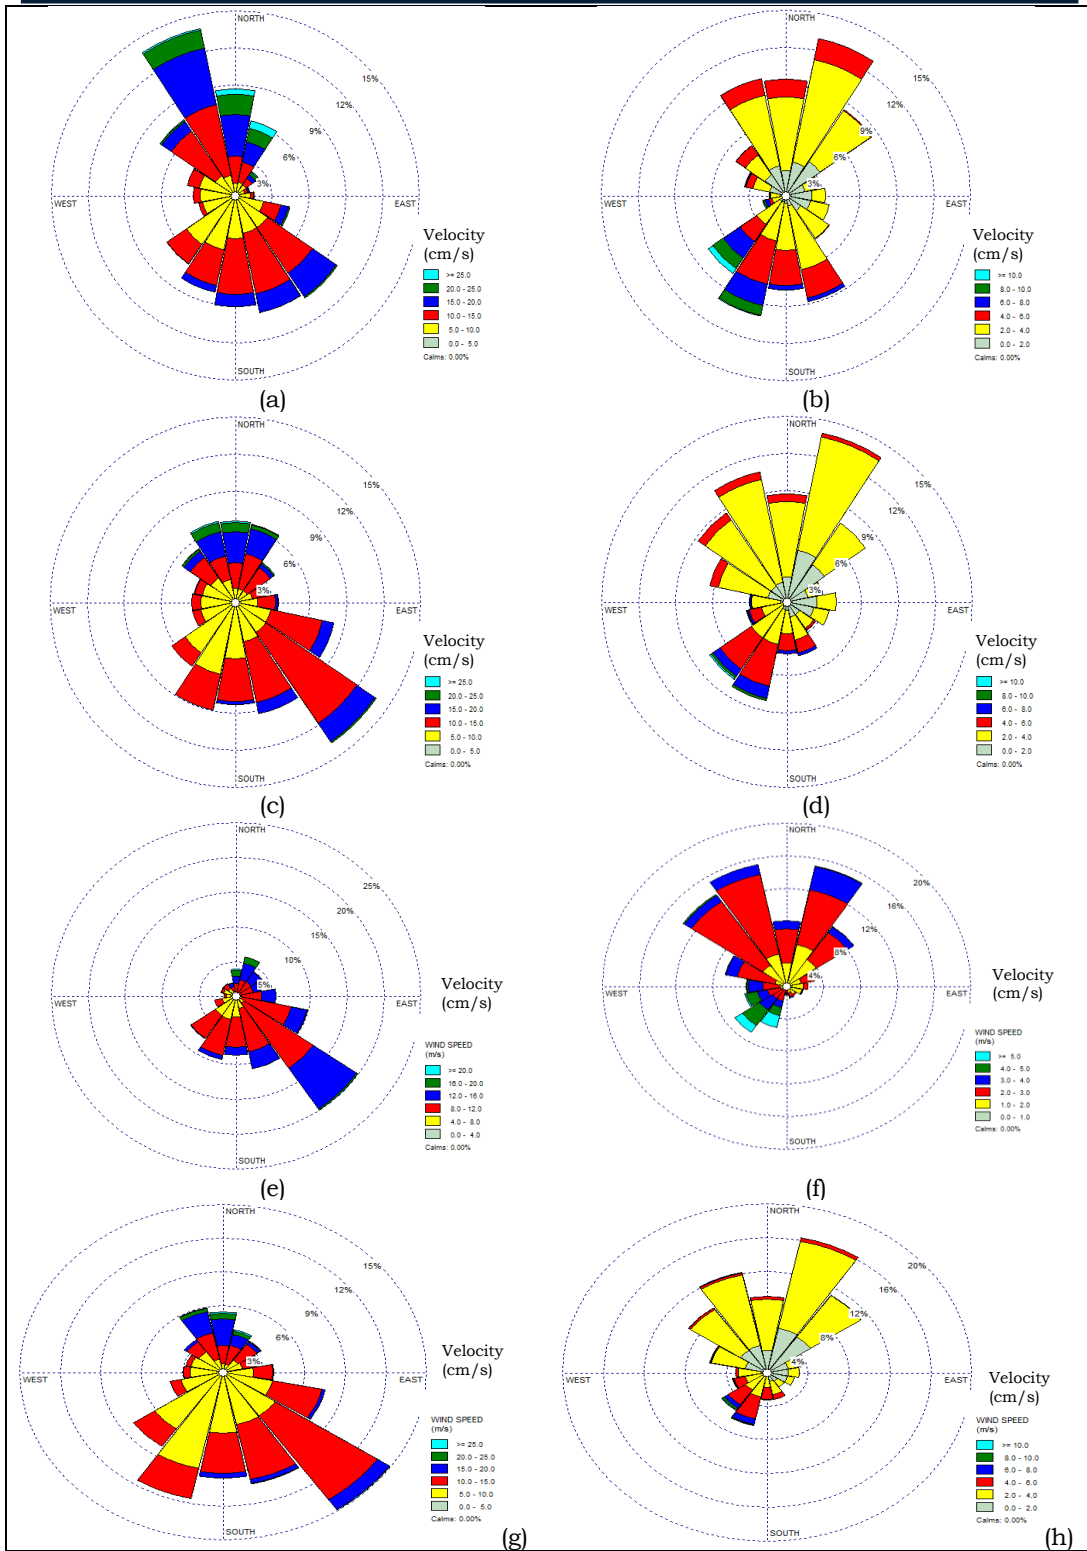 NORTH
15%
12%
9%
6%
3%
WEST
EAST
SOUTH
Velocity
(cm/s)
>= 25.0
20.0 - 25.0
15.0 - 20.0
10.0 - 15.0
5.0 - 10.0
0.0 - 5.0
Calms: 0.00%
(a)
NORTH
15%
12%
9%
6%
3%
WEST
EAST
SOUTH
Velocity
(cm/s)
>= 10.0
8.0 - 10.0
6.0 - 8.0
4.0 - 6.0
2.0 - 4.0
0.0 - 2.0
Calms: 0.00%
(b)
NORTH
15%
12%
9%
6%
3%
WEST
EAST
SOUTH
Velocity
(cm/s)
>= 25.0
20.0 - 25.0
15.0 - 20.0
10.0 - 15.0
5.0 - 10.0
0.0 - 5.0
Calms: 0.00%
(c)
NORTH
15%
12%
9%
6%
3%
WEST
EAST
SOUTH
Velocity
(cm/s)
>= 10.0
8.0 - 10.0
6.0 - 8.0
4.0 - 6.0
2.0 - 4.0
0.0 - 2.0
Calms: 0.00%
(d)
NORTH
25%
20%
15%
10%
5%
WEST
EAST
SOUTH
Velocity
(cm/s)
WIND SPEED
(m/s)
>= 20.0
16.0 - 20.0
12.0 - 16.0
8.0 - 12.0
4.0 - 8.0
0.0 - 4.0
Calms: 0.00%
(e)
NORTH
20%
16%
12%
8%
4%
WEST
EAST
SOUTH
Velocity
(cm/s)
WIND SPEED
(m/s)
>= 5.0
4.0 - 5.0
3.0 - 4.0
2.0 - 3.0
1.0 - 2.0
0.0 - 1.0
Calms: 0.00%
(f)
NORTH
15%
12%
9%
6%
3%
WEST
EAST
SOUTH
Velocity
(cm/s)
WIND SPEED
(m/s)
>= 25.0
20.0 - 25.0
15.0 - 20.0
10.0 - 15.0
5.0 - 10.0
0.0 - 5.0
Calms: 0.00%
(g)
NORTH
20%
16%
12%
8%
4%
WEST
EAST
SOUTH
Velocity
(cm/s)
WIND SPEED
(m/s)
>= 10.0
8.0 - 10.0
6.0 - 8.0
4.0 - 6.0
2.0 - 4.0
0.0 - 2.0
Calms: 0.00%
(h)